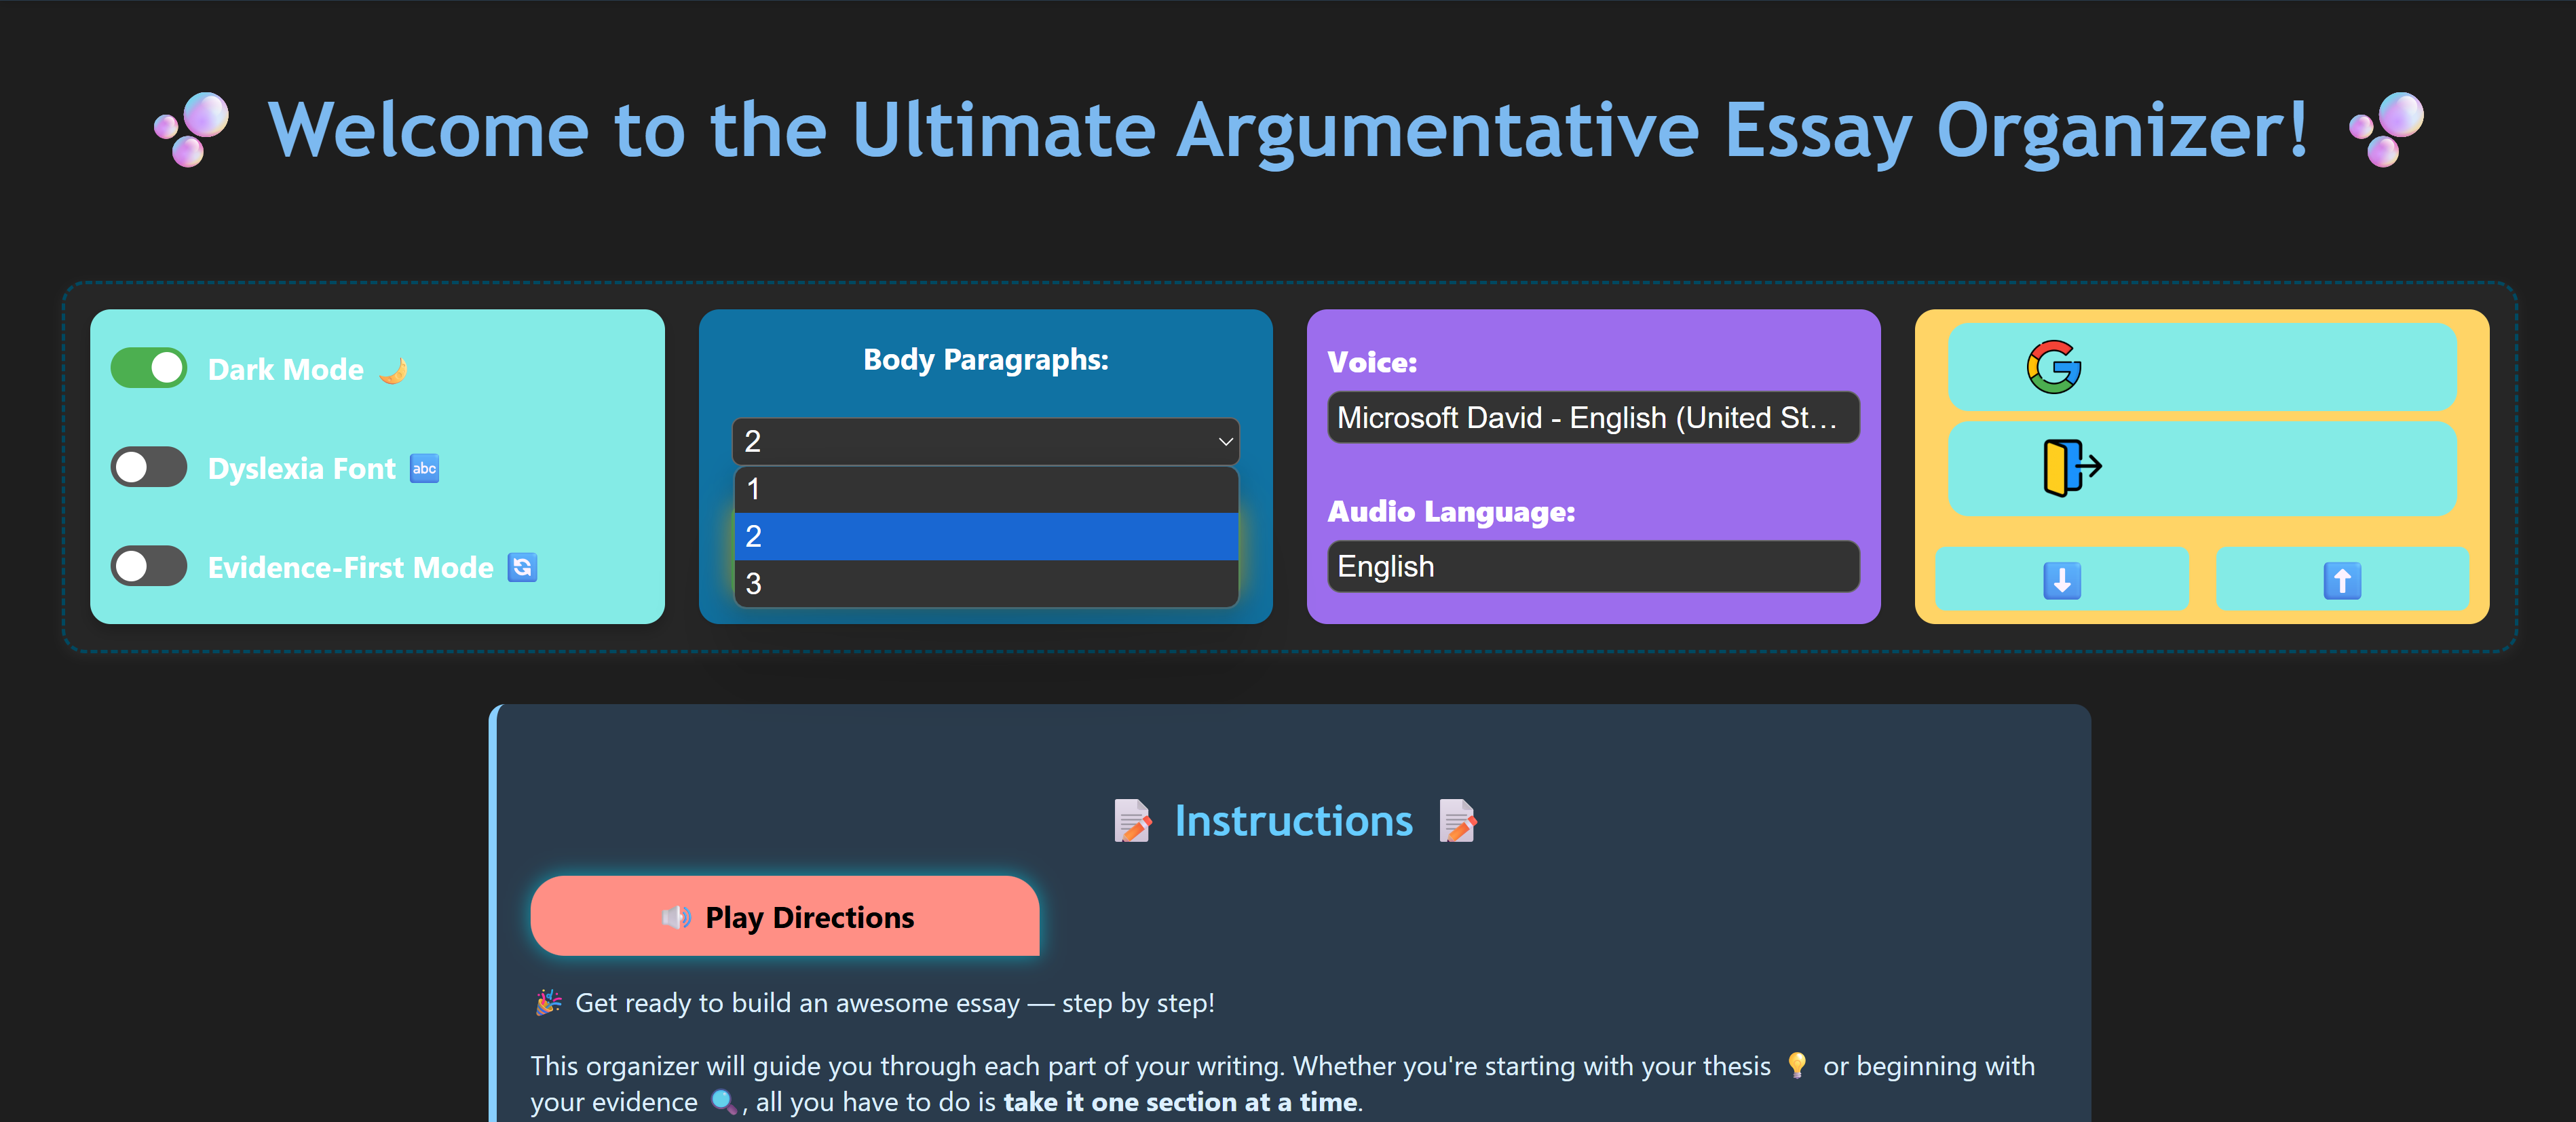 Welcome to the Ultimate Argumentative Essay Organizer!
Dark Mode
Dyslexia Font
abc
Evidence-First Mode
Body Paragraphs:
2
1
2
3
Voice:
Microsoft David - English (United St...
Audio Language:
English
Instructions
Play Directions
Get ready to build an awesome essay — step by step!
This organizer will guide you through each part of your writing. Whether you're starting with your thesis or beginning with
your evidence , all you have to do is take it one section at a time.